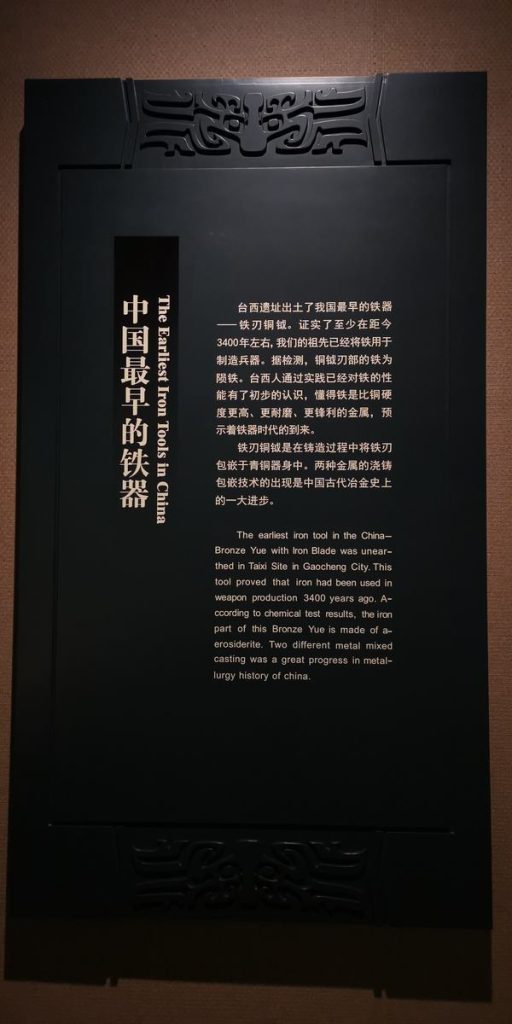 中国最早的铁器
The Earliest Iron Tools in China
台西遗址出土了我国最早的铁器
——铁刃铜钺。证实了至少在距今
3400年左右，我们的祖先已经将铁用于
制造兵器。据检测，铜钺刃部的铁为
陨铁。台西人通过实践已经对铁的性
能有了初步的认识，懂得铁是比铜硬
度更高、更耐磨、更锋利的金属，预
示着铁器时代的到来。
铁刃铜钺是在铸造过程中将铁刃
包嵌于青铜器身中。两种金属的浇铸
包嵌技术的出现是中国古代冶金史上
的一大进步。
The earliest iron tool in the China—
Bronze Yue with Iron Blade was unear-
thed in Taixi Site in Gaocheng City. This
tool proved that iron had been used in
weapon production 3400 years ago. A-
ccording to chemical test results, the iron
part of this Bronze Yue is made of a-
erosiderite. Two different metal mixed
casting was a great progress in metal-
lurgy history of china.